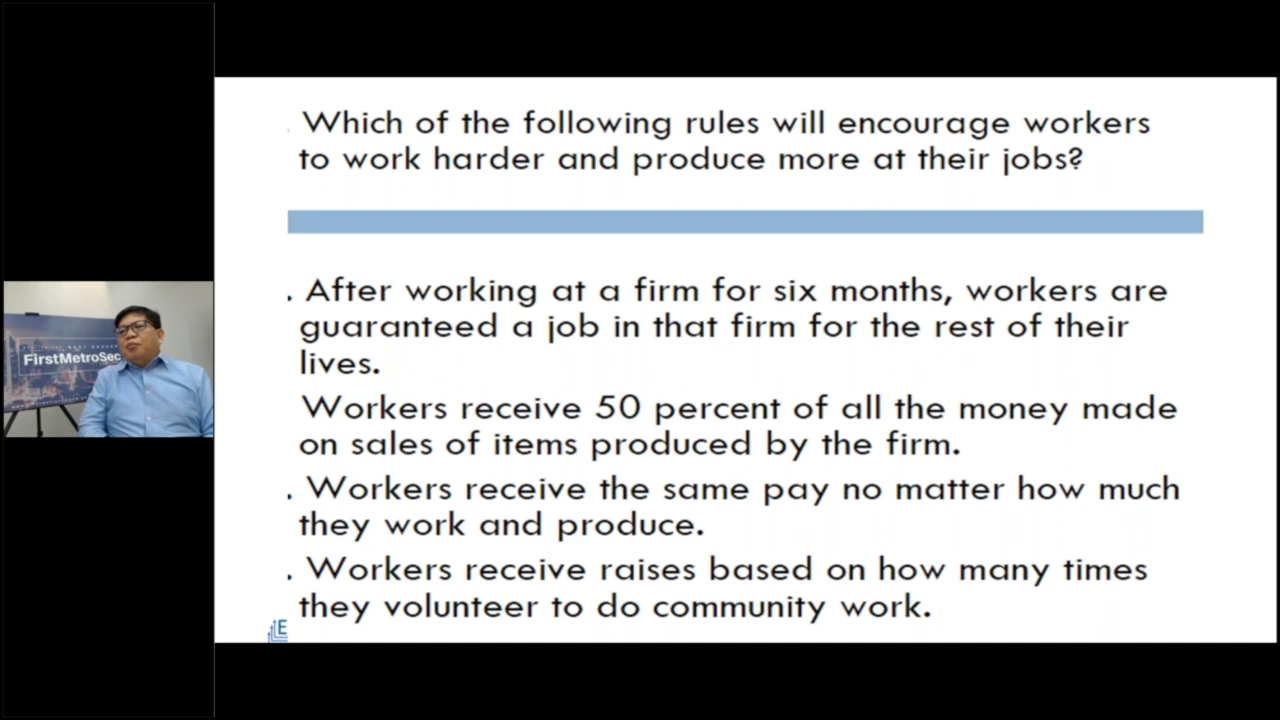 . Which of the following rules will encourage workers
to work harder and produce more at their jobs?
. After working at a firm for six months, workers are
guaranteed a job in that firm for the rest of their
lives.
Workers receive 50 percent of all the money made
on sales of items produced by the firm.
. Workers receive the same pay no matter how much
they work and produce.
. Workers receive raises based on how many times
they volunteer to do community work.
E
FirstMetroSec